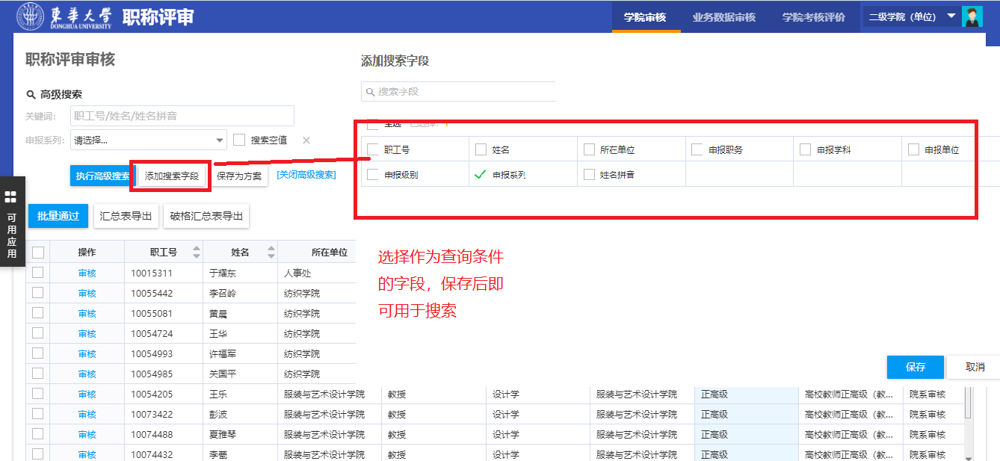 東華大學 DONGHUA UNIVERSITY 职称评审 学院审核 业务数据审核 学院考核评价 二级学院（单位）
职称评审审核
添加搜索字段
高级搜索
搜索字段
关键词: 职工号/姓名/姓名拼音
申报系列: 请选择... 搜索空值
全选
职工号 姓名 所在单位 申报职务 申报学科 申报单位
申报级别 申报系列 姓名拼音
执行高级搜索 添加搜索字段 保存为方案 [关闭高级搜索]
可用应用
批量通过 汇总表导出 破格汇总表导出
操作 职工号 姓名 所在单位
审核 10015311 于耀东 人事处
审核 10055442 李召岭 纺织学院
审核 10055081 黄晨 纺织学院
审核 10054724 王华 纺织学院
审核 10054993 许福军 纺织学院
审核 10054985 关国平 纺织学院
选择作为查询条件
的字段，保存后即
可用于搜索
保存 取消
审核 10054205 王乐 服装与艺术设计学院 教授 设计学 服装与艺术设计学院 正高级 高校教师正高级（教... 院系审核
审核 10073422 彭波 服装与艺术设计学院 教授 设计学 服装与艺术设计学院 正高级 高校教师正高级（教... 院系审核
审核 10074488 夏雅琴 服装与艺术设计学院 教授 设计学 服装与艺术设计学院 正高级 高校教师正高级（教... 院系审核
审核 10074432 李 服装与艺术设计学院 教授 设计学 服装与艺术设计学院 正高级 高校教师正高级（教... 院系审核